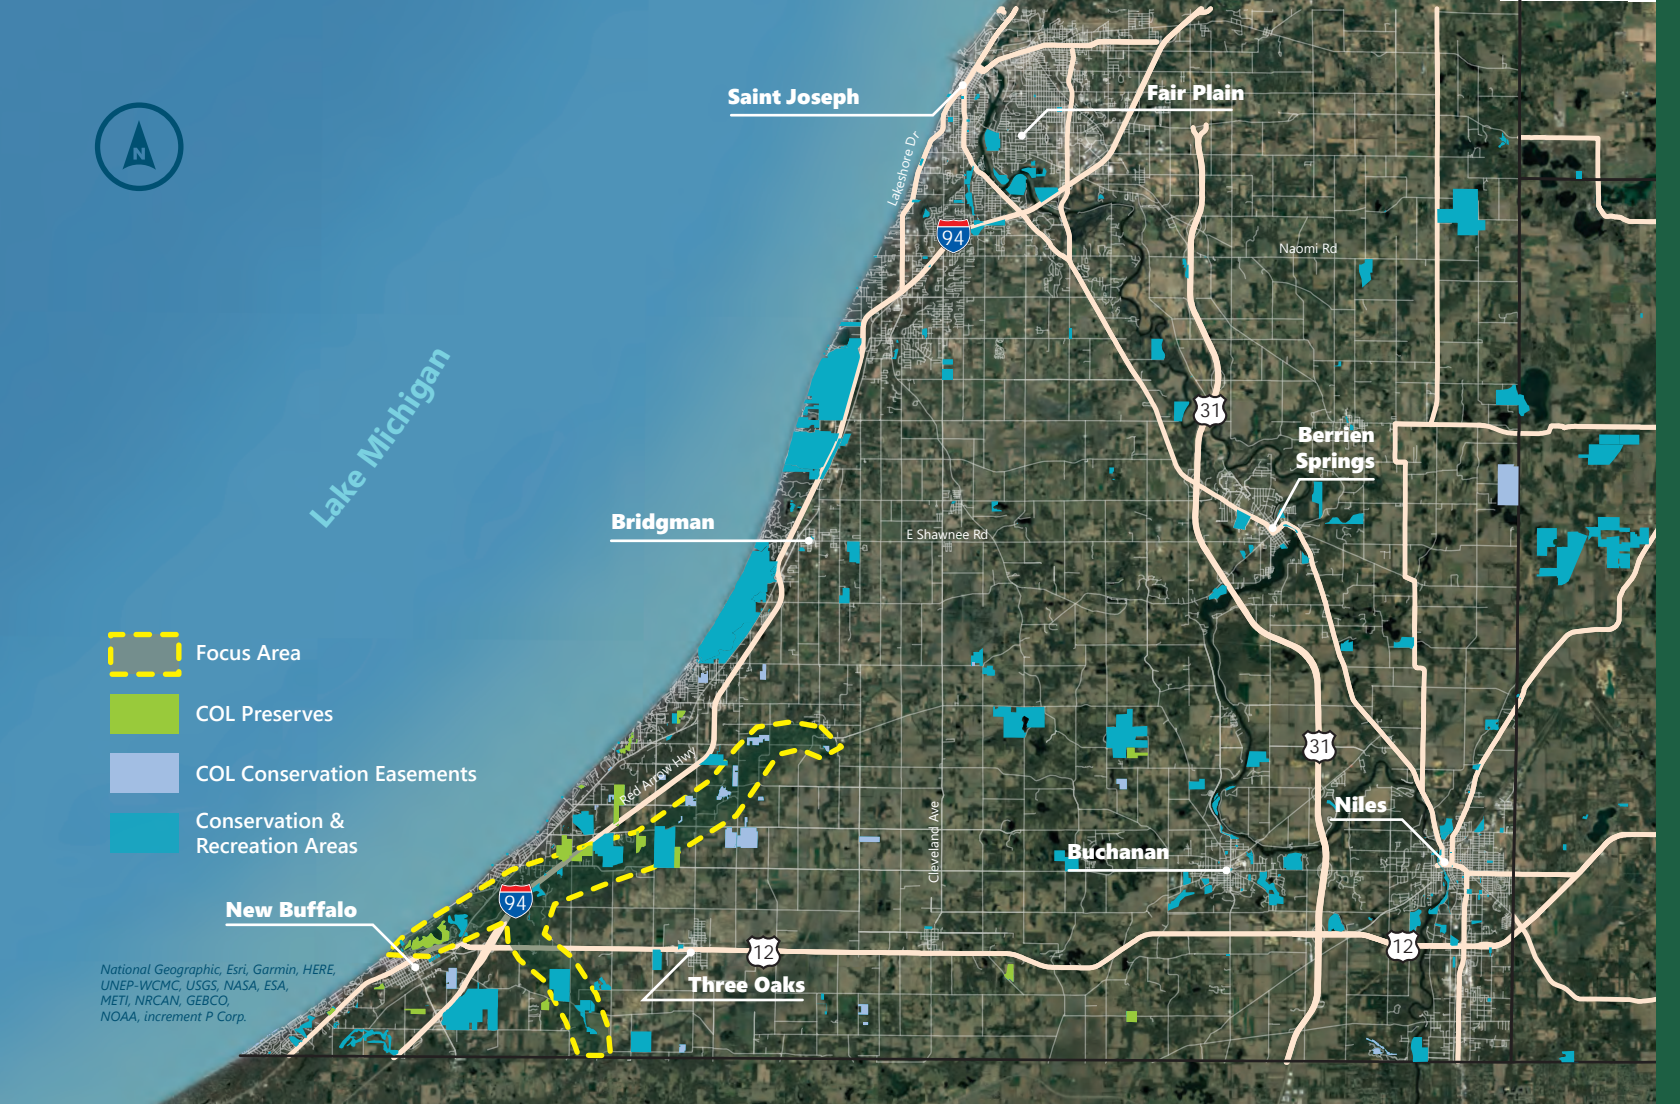 Saint Joseph
Fair Plain
Lakeshore Dr
N
94
Naomi Rd
Lake Michigan
31
Berrien
Springs
Bridgman
E Shawnee Rd
Focus Area
COL Preserves
COL Conservation Easements
Conservation &
Recreation Areas
Red Arrow Hwy
31
Niles
Cleveland Ave
Buchanan
94
New Buffalo
12
12
Three Oaks
National Geographic, Esri, Garmin, HERE,
UNEP-WCMC, USGS, NASA, ESA,
METI, NRCAN, GEBCO,
NOAA, increment P Corp.